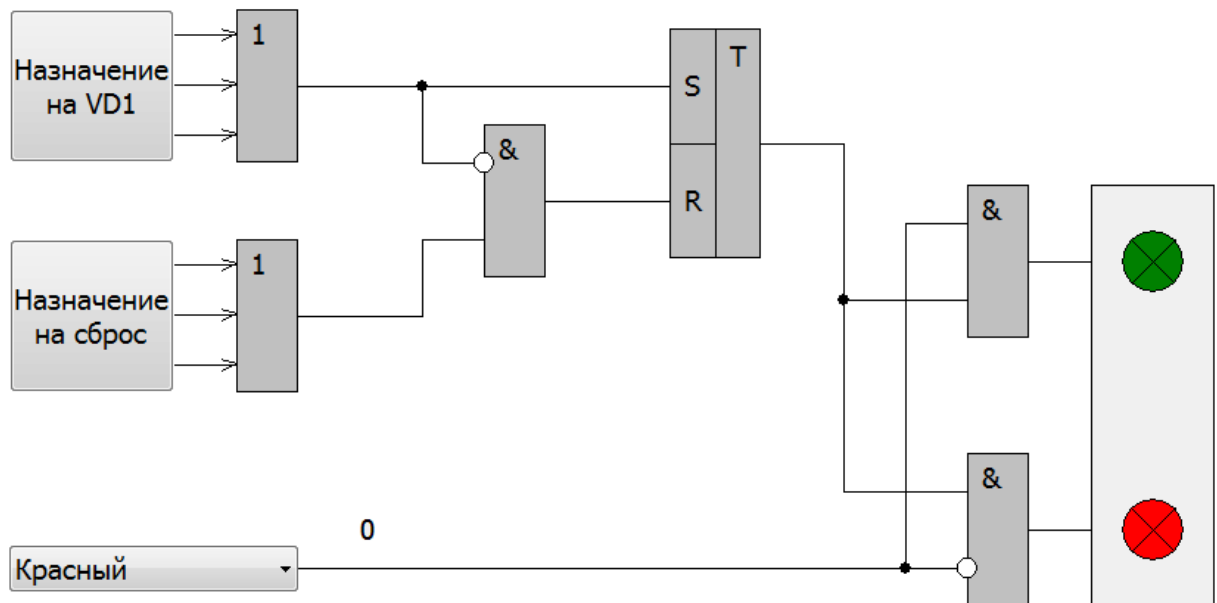 Назначение
на VD1
1
S
T
&
R
Назначение
на сброс
1
&
&
0
Красный